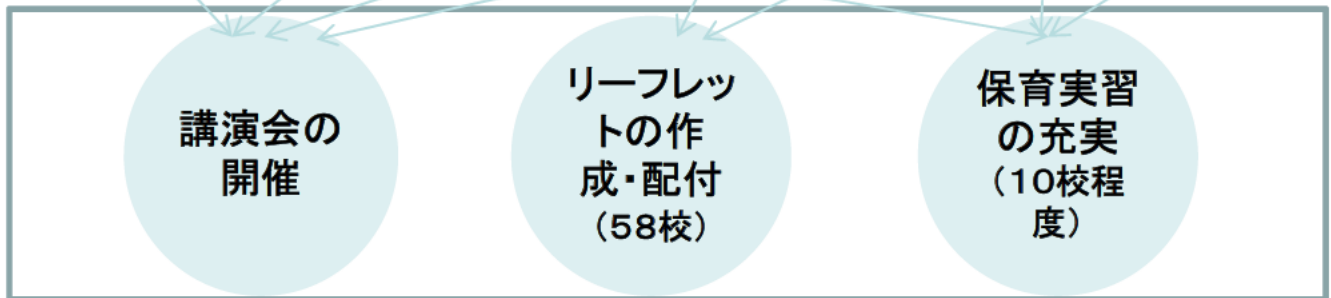 講演会の
開催
リーフレッ
トの作
成・配付
（５８校）
保育実習
の充実
（１０校程
度）